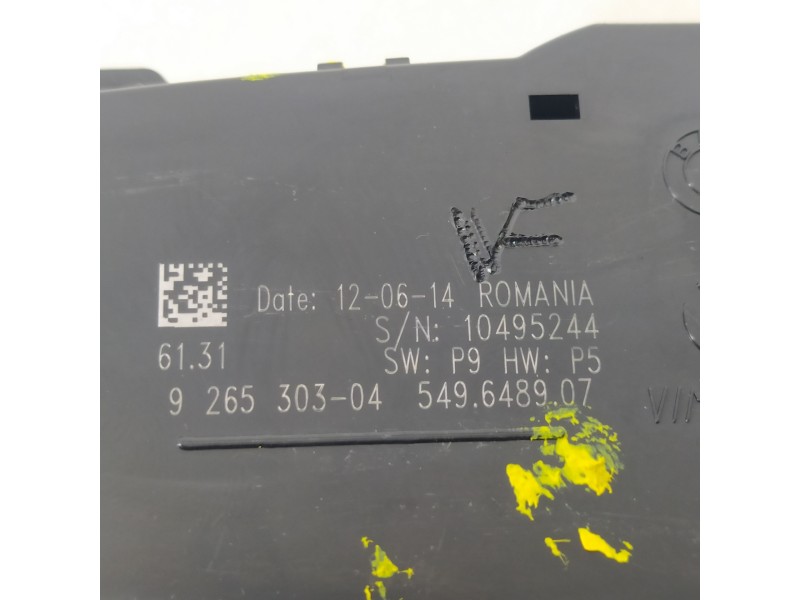 VF
Date: 12-06-14 ROMANIA
S/N: 10495244
61.31
SW: P9 HW: P5
9 265 303-04 549.6489.07